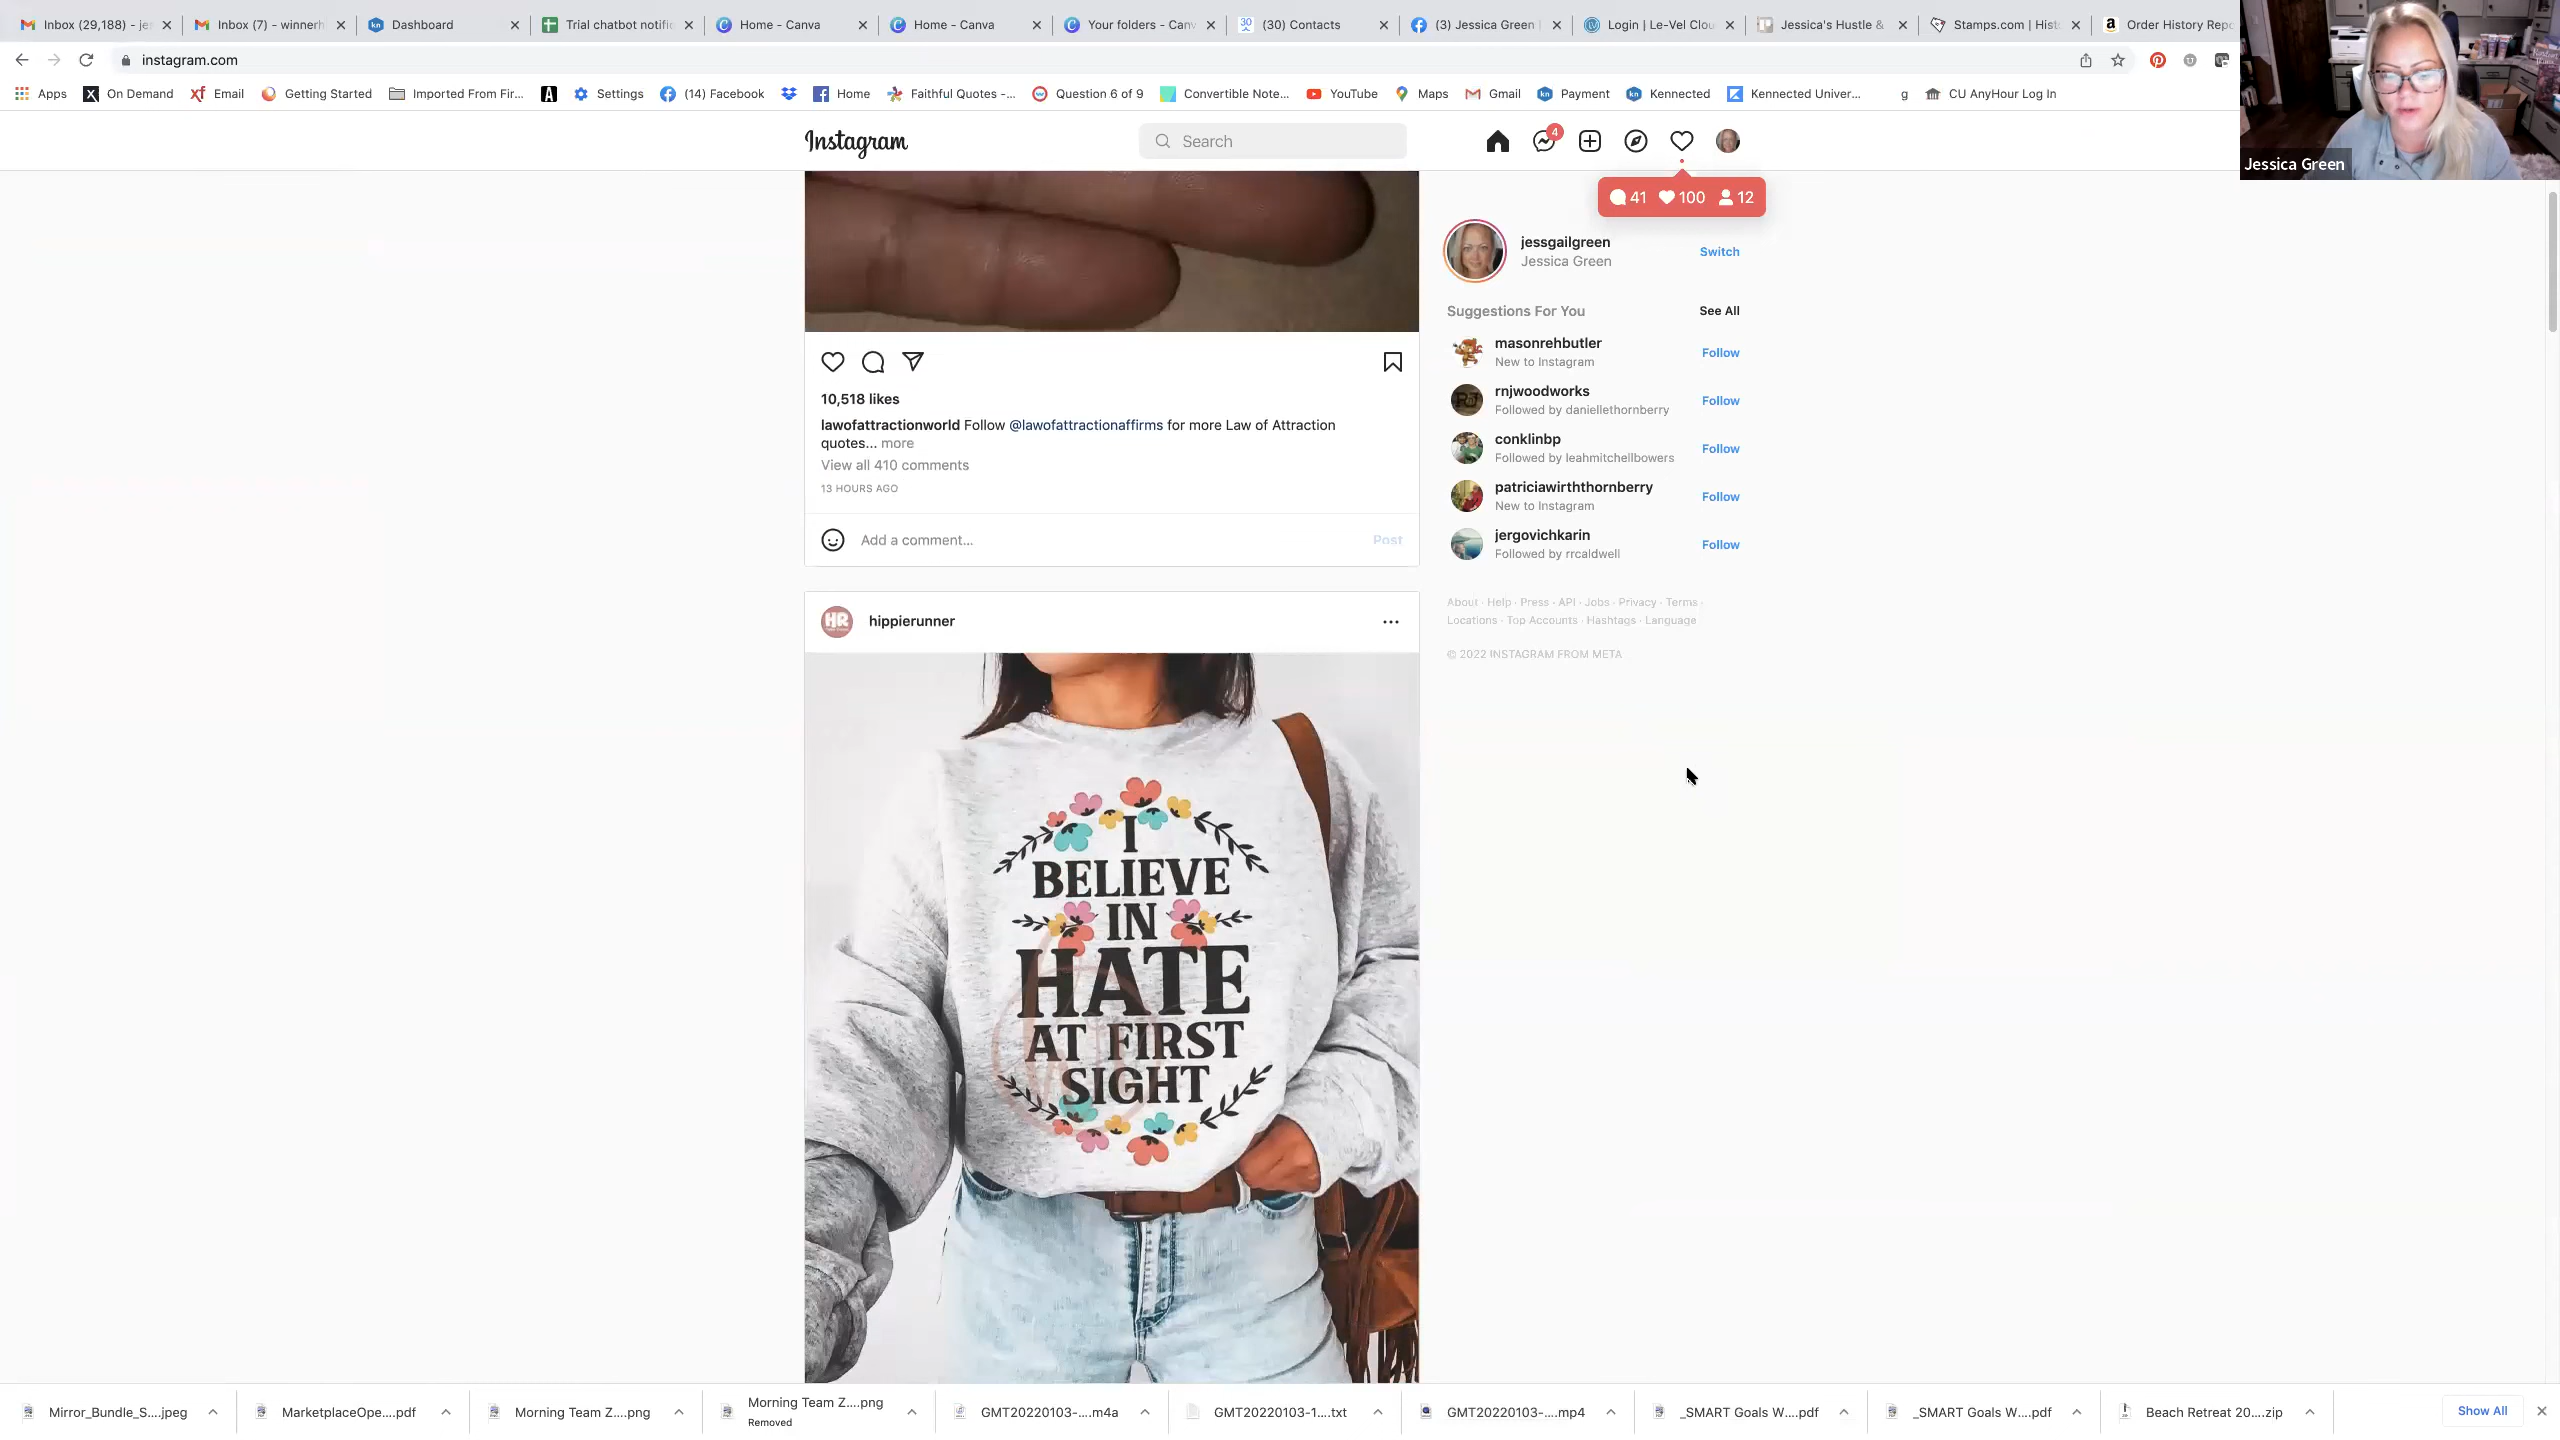 Inbox (29,188) - je
Inbox (7) - winnerh
Dashboard
Trial chatbot notific
Home - Canva
Home - Canva
Your folders - Canv
(30) Contacts
(3) Jessica Green |
Login | Le-Vel Clou
Jessica's Hustle &
Stamps.com | Hist
Order History Repo
instagram.com
Apps
On Demand
Email
Getting Started
Imported From Fir...
Settings
(14) Facebook
Home
Faithful Quotes -...
Question 6 of 9
Convertible Note...
YouTube
Maps
Gmail
Payment
Kennected
Kennected Univer...
g
CU AnyHour Log In
Jessica Green
Instagram
Search
4
41 100 12
jessgailgreen
Jessica Green
Switch
Suggestions For You
See All
masonrehbutler
New to Instagram
Follow
rnjwoodworks
Followed by daniellethornberry
Follow
conklinbp
Followed by leahmitchellbowers
Follow
patriciawirththornberry
New to Instagram
Follow
jergovichkarin
Followed by rrcaldwell
Follow
About · Help · Press · API · Jobs · Privacy · Terms ·
Locations · Top Accounts · Hashtags · Language
© 2022 INSTAGRAM FROM META
10,518 likes
lawofattractionworld Follow @lawofattractionaffirms for more Law of Attraction
quotes... more
View all 410 comments
13 HOURS AGO
Add a comment...
Post
HR
hippierunner
I
BELIEVE
IN
HATE
AT FIRST
SIGHT
Mirror_Bundle_S....jpeg
MarketplaceOpe....pdf
Morning Team Z....png
Morning Team Z....png
Removed
GMT20220103-....m4a
GMT20220103-1....txt
GMT20220103-....mp4
_SMART Goals W....pdf
_SMART Goals W....pdf
Beach Retreat 20....zip
Show All